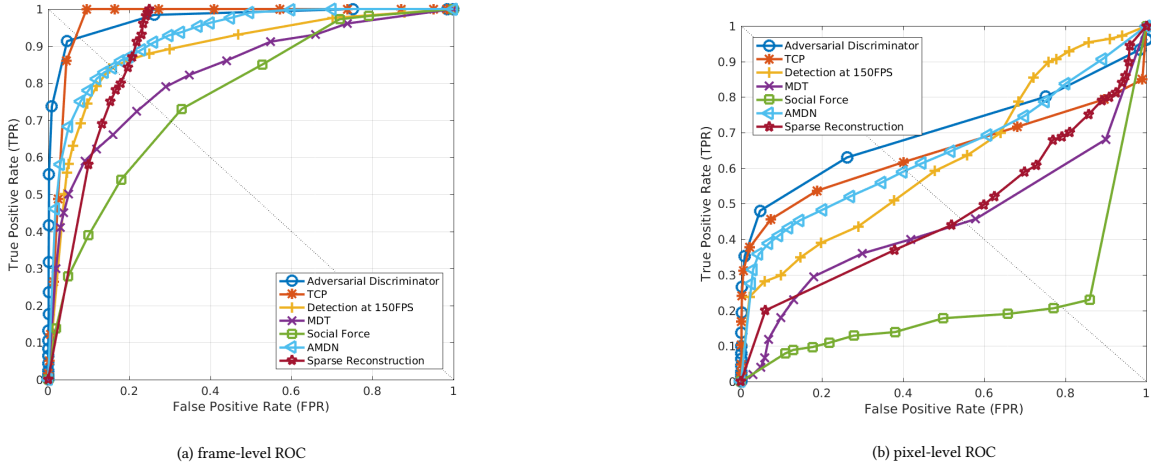 1
0.9
0.8
0.7
0.6
0.5
0.4
0.3
0.2
0.1
0
True Positive Rate (TPR)
Adversarial Discriminator
TCP
Detection at 150FPS
MDT
Social Force
AMDN
Sparse Reconstruction
0 0.2 0.4 0.6 0.8 1
False Positive Rate (FPR)
(a) frame-level ROC
1
0.9
0.8
0.7
0.6
0.5
0.4
0.3
0.2
0.1
0
True Positive Rate (TPR)
Adversarial Discriminator
TCP
Detection at 150FPS
MDT
Social Force
AMDN
Sparse Reconstruction
0 0.2 0.4 0.6 0.8 1
False Positive Rate (FPR)
(b) pixel-level ROC